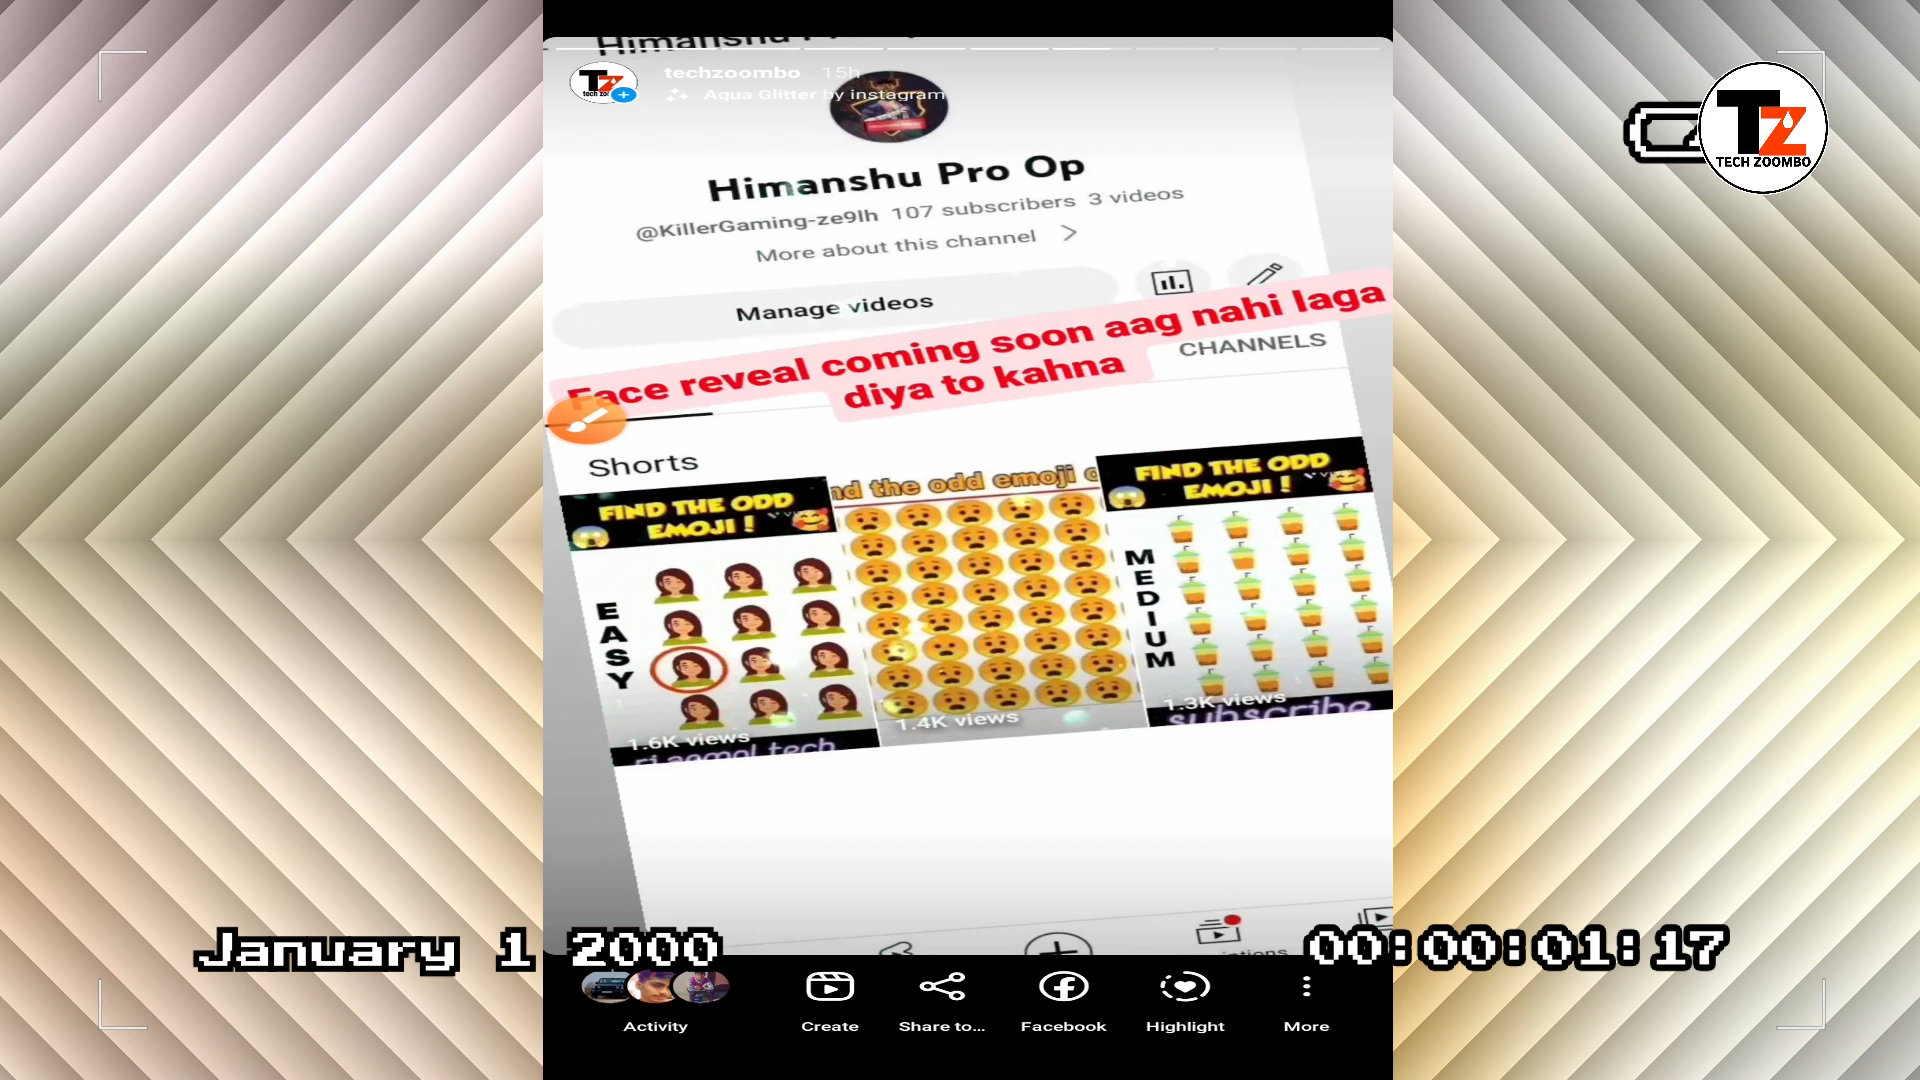 techzoombo 15h
Aqua Glitter by instagram
TZ
TECH ZOOMBO
Himanshu Pro Op
@KillerGaming-ze9lh 107 subscribers 3 videos
More about this channel
Manage videos
Face reveal coming soon aag nahi laga
diya to kahna
CHANNELS
Shorts
FIND THE ODD
EMOJI!
EASY
1.6K views
the odd emoji
1.4K views
FIND THE ODD
EMOJI!
MEDIUM
1.3K views
subscribe
January 1 2000
00:00:01:17
Activity
Create
Share to...
Facebook
Highlight
More